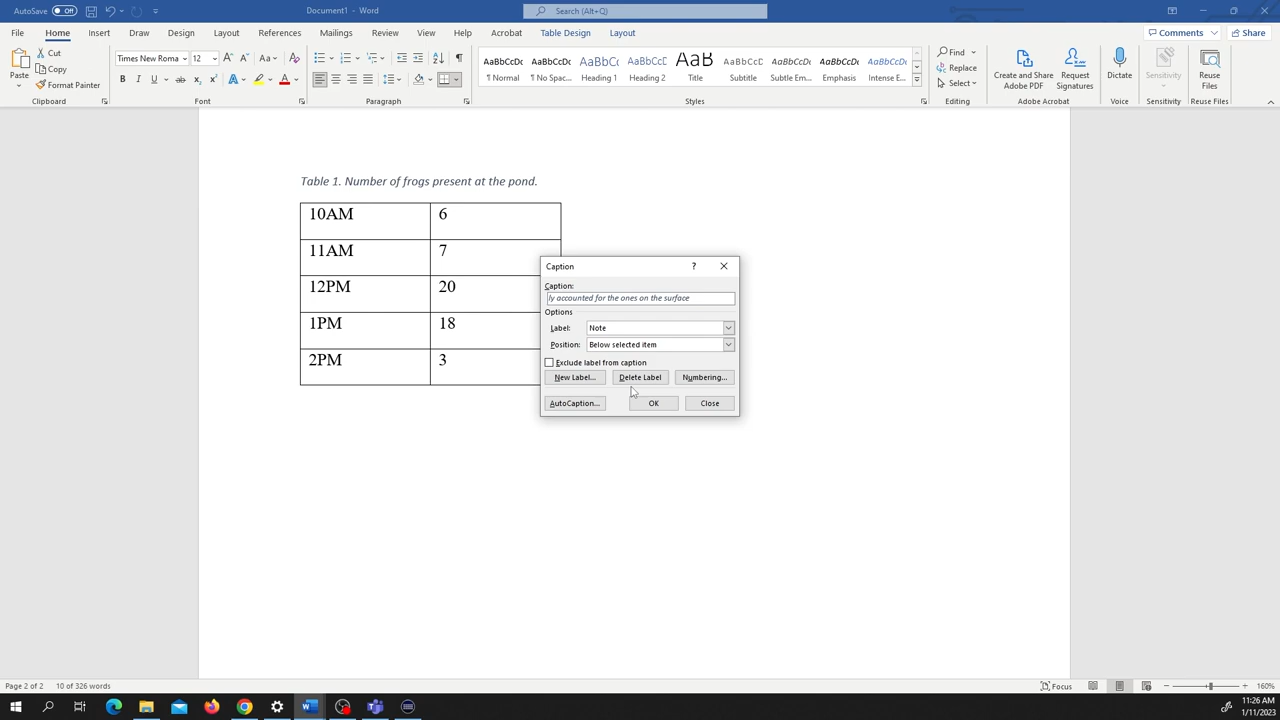 AutoSave Off Document1 - Word Search (Alt+Q)
File Home Insert Draw Design Layout References Mailings Review View Help Acrobat Table Design Layout Comments Share
Paste Cut Copy Format Painter
Clipboard
Times New Roma 12
Font
Paragraph
AaBbCcDc AaBbCcDc AaBbC AaBbCcD AaB AaBbCcD AaBbCcDc AaBbCcDc AaBbCcDc
¶ Normal ¶ No Spac... Heading 1 Heading 2 Title Subtitle Subtle Em... Emphasis Intense E...
Styles
Find
Replace
Select
Editing
Create and Share
Adobe PDF
Request
Signatures
Adobe Acrobat
Dictate
Voice
Sensitivity
Sensitivity
Reuse
Files
Reuse Files
Table 1. Number of frogs present at the pond.
10AM 6
11AM 7
12PM 20
1PM 18
2PM 3
Caption ?
Caption:
ly accounted for the ones on the surface
Options
Label: Note
Position: Below selected item
Exclude label from caption
New Label... Delete Label Numbering...
AutoCaption... OK Close
Page 2 of 2 10 of 326 words Focus 160%
11:26 AM
1/11/2023